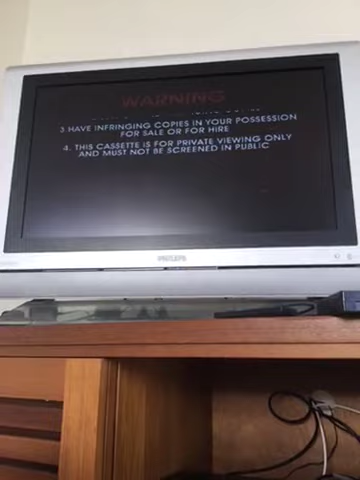 WARNING
3.HAVE INFRINGING COPIES IN YOUR POSSESSION
FOR SALE OR FOR HIRE
4. THIS CASSETTE IS FOR PRIVATE VIEWING ONLY
AND MUST NOT BE SCREENED IN PUBLIC
PHILIPS